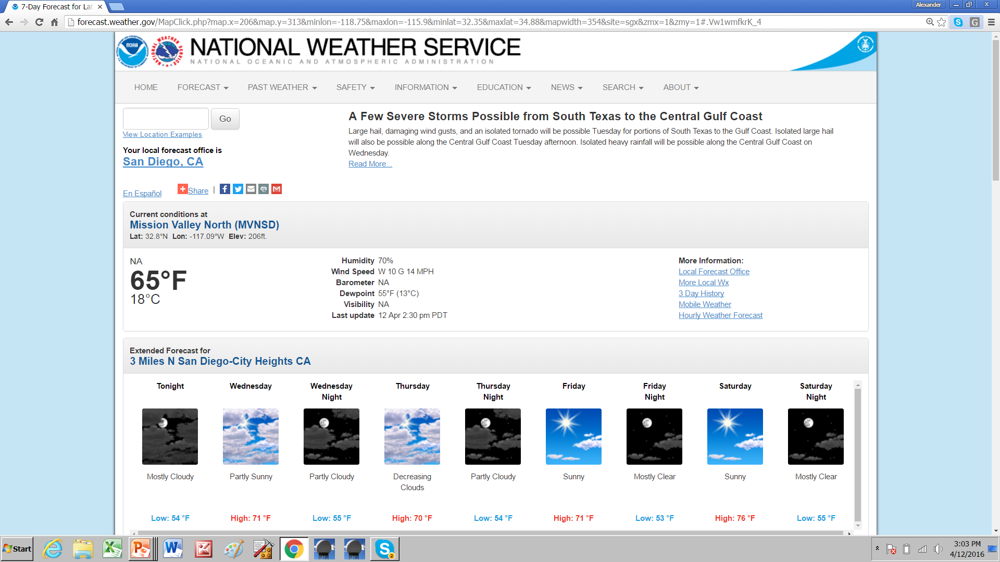 7-Day Forecast for Lat
Alexander
forecast.weather.gov/MapClick.php?map.x=206&map.y=313&minlon=-118.75&maxlon=-115.9&minlat=32.35&maxlat=34.88&mapwidth=354&site=sgx&zmx=1&zmy=1#.Vw1wmfkrK_4
NOAA
NATIONAL WEATHER SERVICE
NATIONAL OCEANIC AND ATMOSPHERIC ADMINISTRATION
HOME FORECAST PAST WEATHER SAFETY INFORMATION EDUCATION NEWS SEARCH ABOUT
Go
View Location Examples
Your local forecast office is
San Diego, CA
A Few Severe Storms Possible from South Texas to the Central Gulf Coast
Large hail, damaging wind gusts, and an isolated tornado will be possible Tuesday for portions of South Texas to the Gulf Coast. Isolated large hail
will also be possible along the Central Gulf Coast Tuesday afternoon. Isolated heavy rainfall will be possible along the Central Gulf Coast on
Wednesday.
Read More...
En Español Share |
Current conditions at
Mission Valley North (MVNSD)
Lat: 32.8°N Lon: -117.09°W Elev: 206ft.
NA
65°F
18°C
Humidity 70%
Wind Speed W 10 G 14 MPH
Barometer NA
Dewpoint 55°F (13°C)
Visibility NA
Last update 12 Apr 2:30 pm PDT
More Information:
Local Forecast Office
More Local Wx
3 Day History
Mobile Weather
Hourly Weather Forecast
Extended Forecast for
3 Miles N San Diego-City Heights CA
Tonight Wednesday Wednesday Thursday Thursday Friday Friday Saturday Saturday
Night Night Night Night
Mostly Cloudy Partly Sunny Partly Cloudy Decreasing Partly Cloudy Sunny Mostly Clear Sunny Mostly Clear
Clouds
Low: 54 °F High: 71 °F Low: 55 °F High: 70 °F Low: 54 °F High: 71 °F Low: 53 °F High: 76 °F Low: 55 °F
Start
2
3:03 PM
4/12/2016